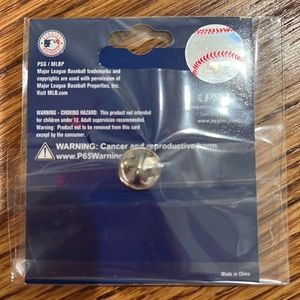 PSG / MLBP
Major League Baseball trademarks and
copyrights are used with permission of
Major League Baseball Properties, Inc.
Visit MLB.com
WARNING - CHOKING HAZARD: This product not intended
for children under 12. Adult supervision recommended.
Warning: Product not to be removed from this card
except by the consumer.
WARNING: Cancer and reproductive harm
www.P65Warning
Made in China